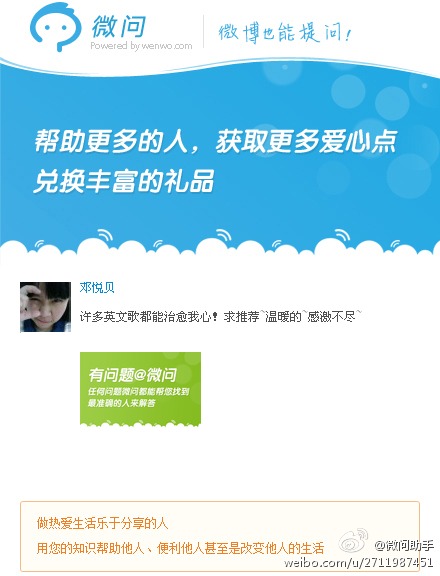 微问
Powered by wenwo.com
微博也能提问!
帮助更多的人，获取更多爱心点
兑换丰富的礼品
邓悦贝
许多英文歌都能治愈我心！求推荐~温暖的~感激不尽~
有问题@微问
任何问题微问都能帮您找到
最准确的人来解答
做热爱生活乐于分享的人
用您的知识帮助他人、便利他人甚至是改变他人的生活
@微问助手
weibo.com/u/2711987451